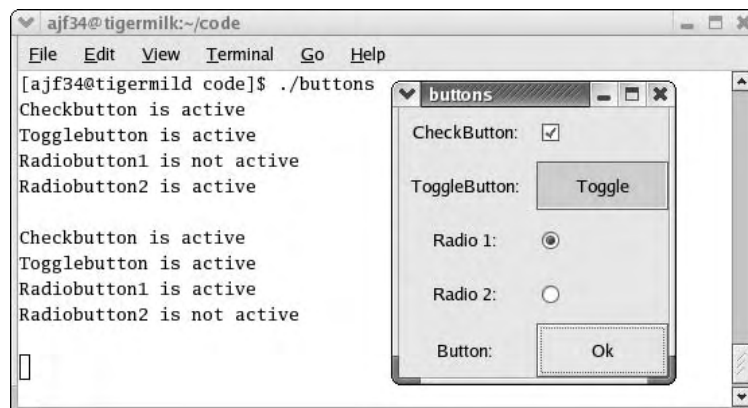 ajf34@tigermilk:~/code
File Edit View Terminal Go Help
[ajf34@tigermild code]$ ./buttons
Checkbutton is active
Togglebutton is active
Radiobutton1 is not active
Radiobutton2 is active
Checkbutton is active
Togglebutton is active
Radiobutton1 is active
Radiobutton2 is not active
buttons
CheckButton:
ToggleButton: Toggle
Radio 1:
Radio 2:
Button: Ok